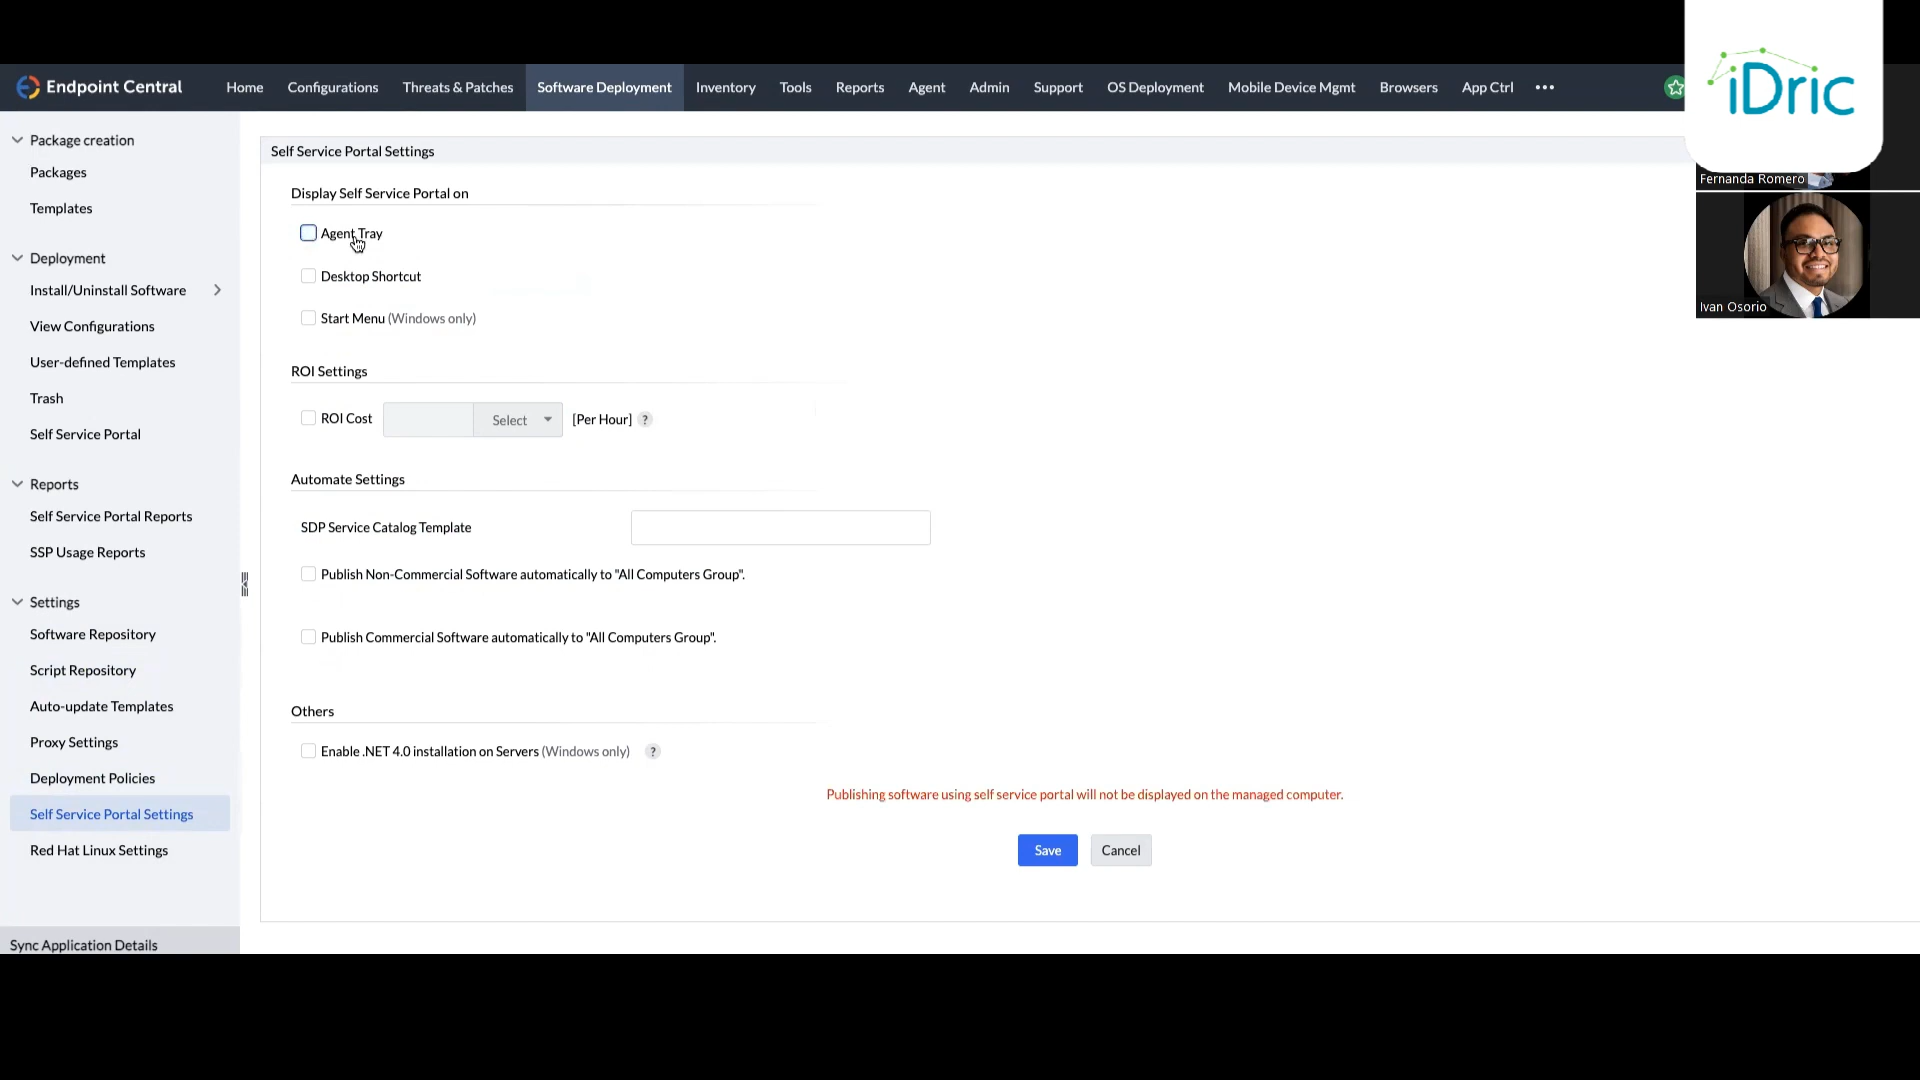 iDric
Endpoint Central
Home
Configurations
Threats & Patches
Software Deployment
Inventory
Tools
Reports
Agent
Admin
Support
OS Deployment
Mobile Device Mgmt
Browsers
App Ctrl
Package creation
Packages
Templates
Deployment
Install/Uninstall Software
View Configurations
User-defined Templates
Trash
Self Service Portal
Reports
Self Service Portal Reports
SSP Usage Reports
Settings
Software Repository
Script Repository
Auto-update Templates
Proxy Settings
Deployment Policies
Self Service Portal Settings
Red Hat Linux Settings
Sync Application Details
Self Service Portal Settings
Display Self Service Portal on
Agent Tray
Desktop Shortcut
Start Menu (Windows only)
ROI Settings
ROI Cost Select [Per Hour] ?
Automate Settings
SDP Service Catalog Template
Publish Non-Commercial Software automatically to "All Computers Group".
Publish Commercial Software automatically to "All Computers Group".
Others
Enable .NET 4.0 installation on Servers (Windows only) ?
Publishing software using self service portal will not be displayed on the managed computer.
Save
Cancel
Fernanda Romero
Ivan Osorio